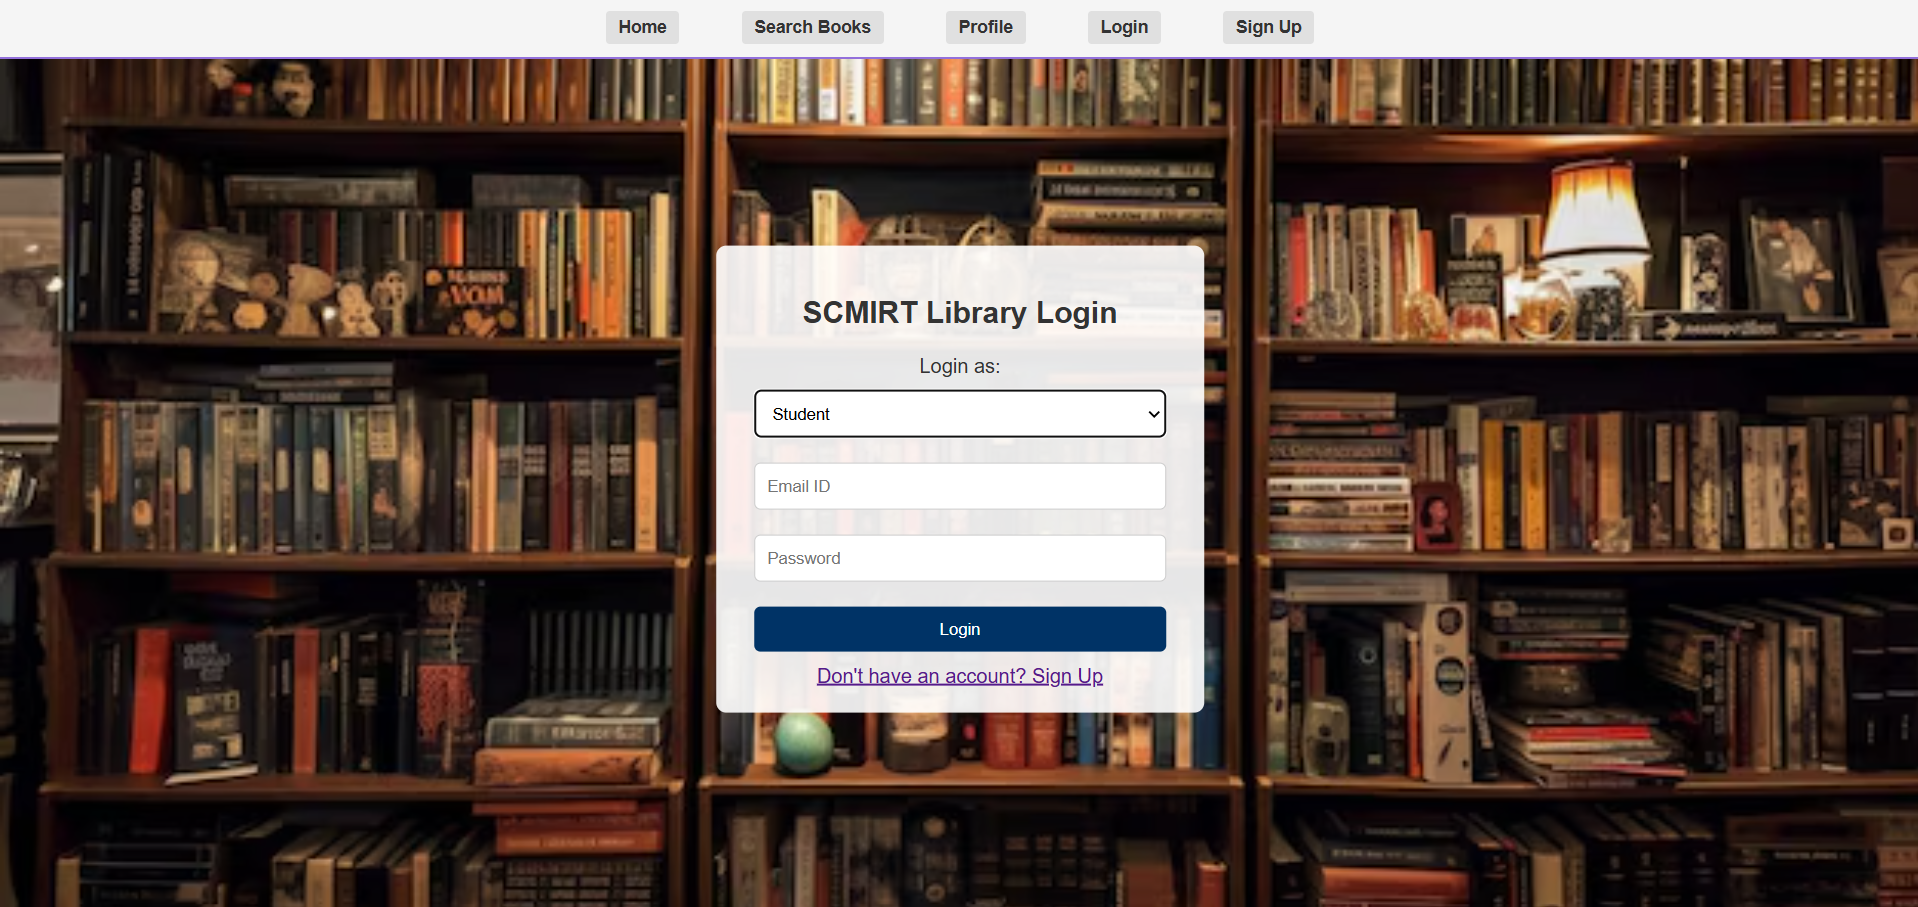 Home
Search Books
Profile
Login
Sign Up
SCMIRT Library Login
Login as:
Student
Email ID
Password
Login
Don't have an account? Sign Up